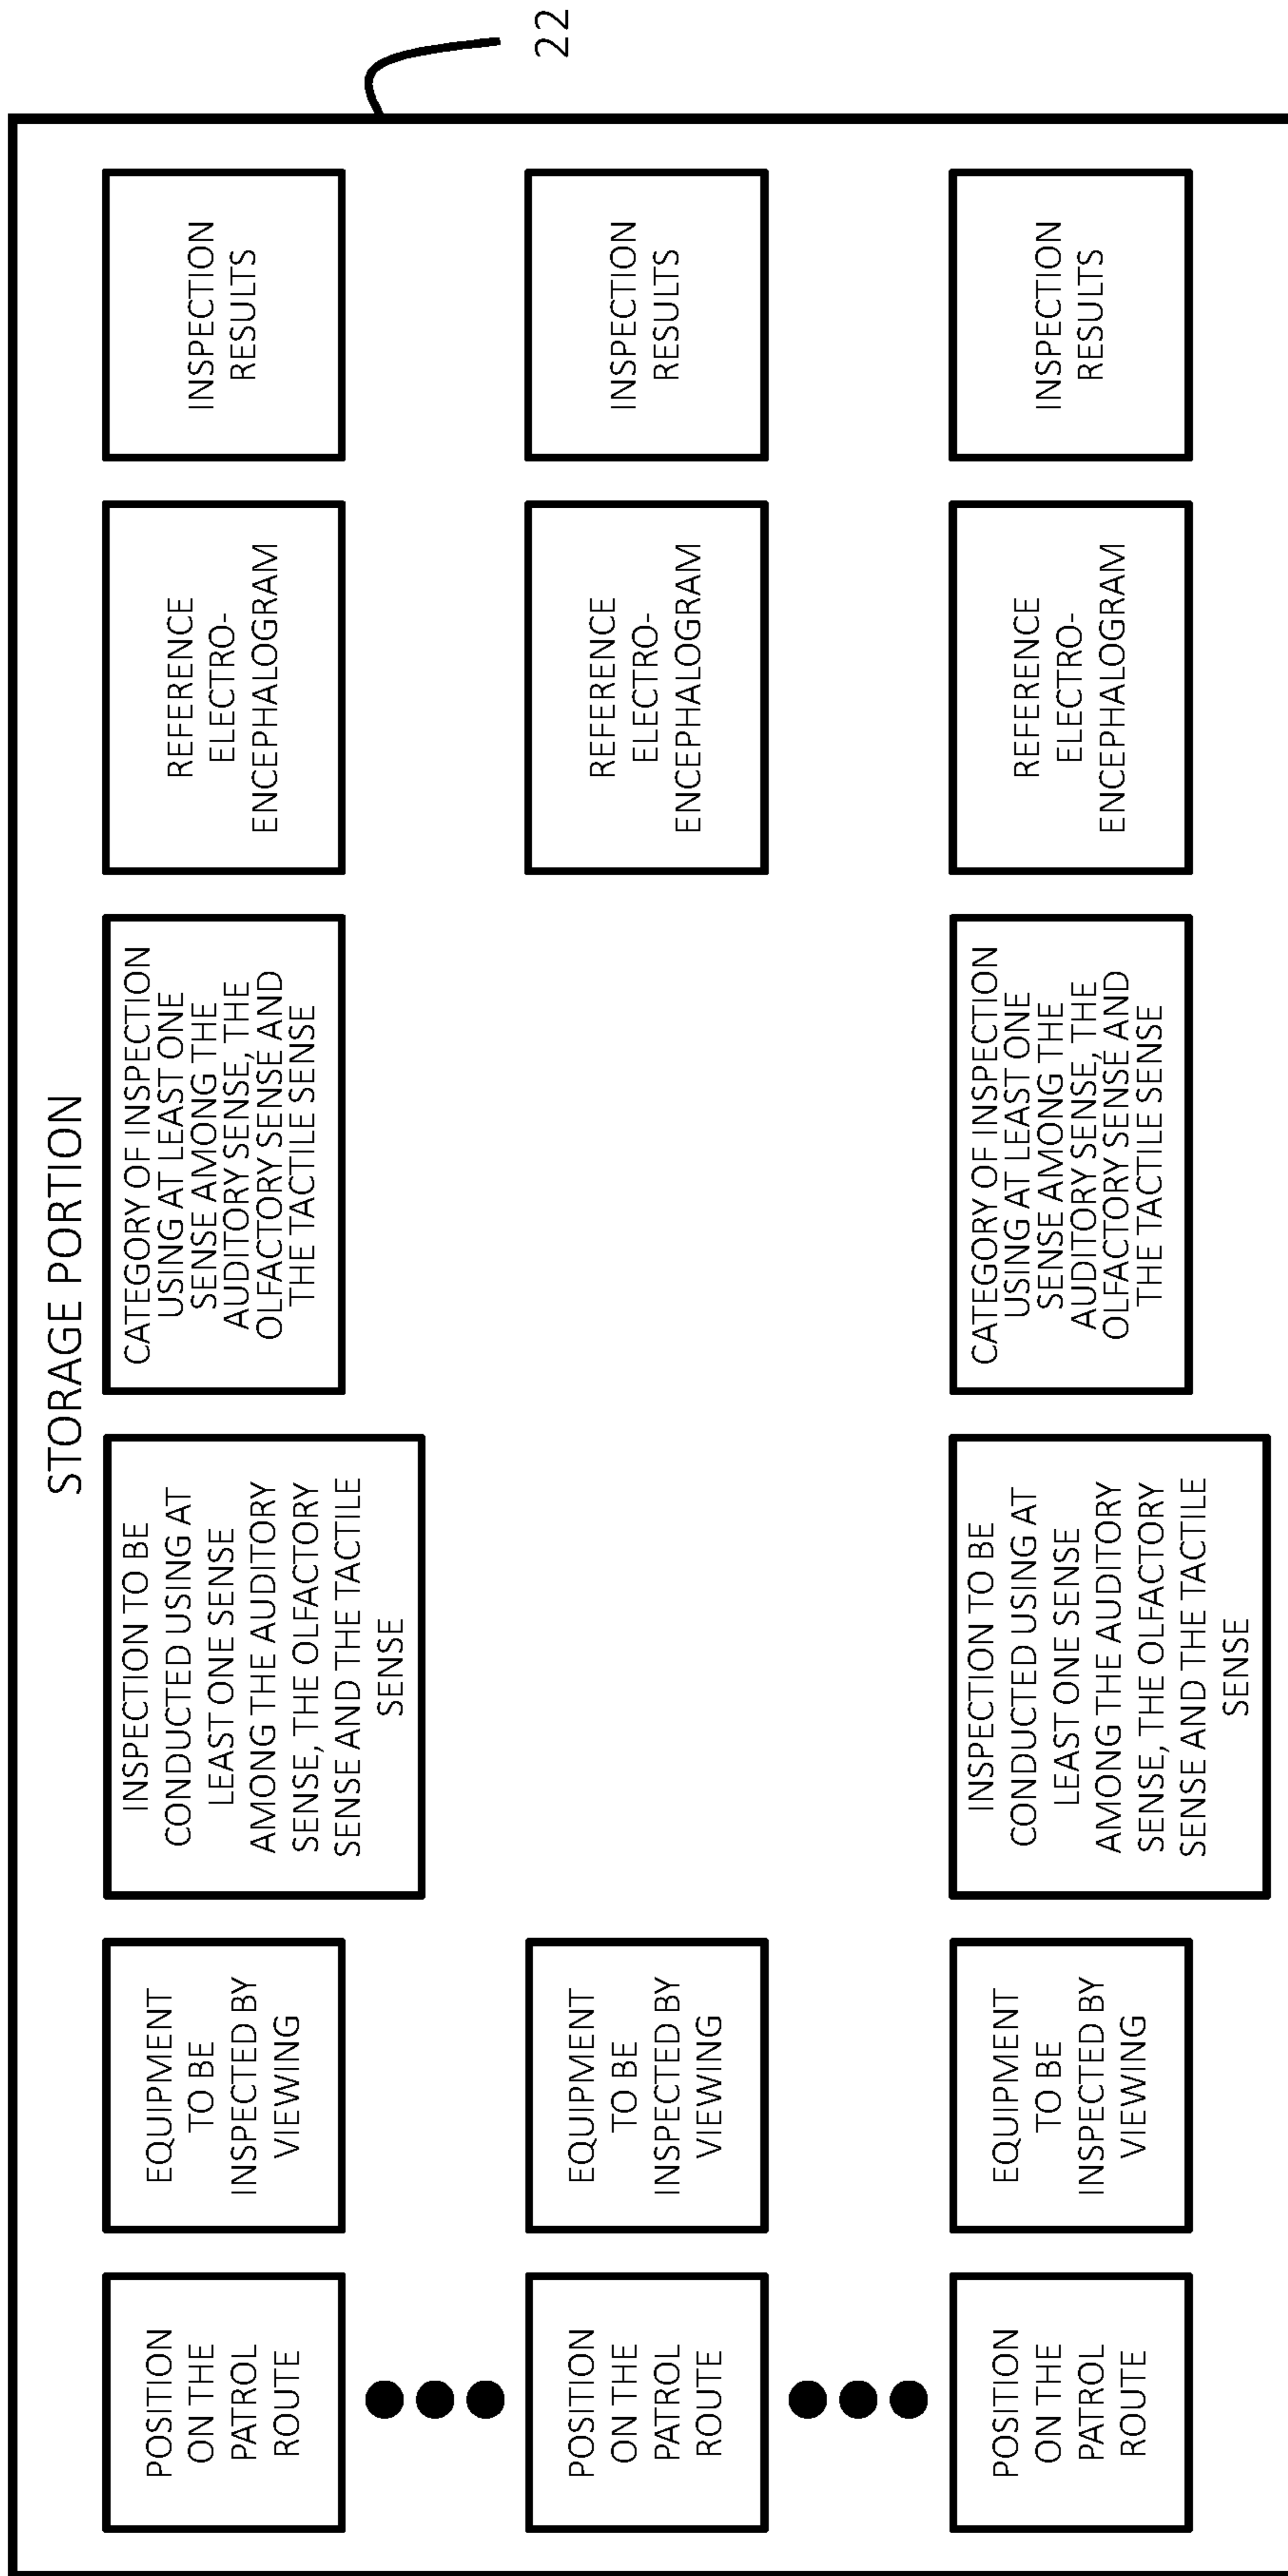 22
STORAGE PORTION
POSITION
ON THE
PATROL
ROUTE
EQUIPMENT
TO BE
INSPECTED BY
VIEWING
INSPECTION TO BE
CONDUCTED USING AT
LEAST ONE SENSE
AMONG THE AUDITORY
SENSE, THE OLFACTORY
SENSE AND THE TACTILE
SENSE
CATEGORY OF INSPECTION
USING AT LEAST ONE
SENSE AMONG THE
AUDITORY SENSE, THE
OLFACTORY SENSE AND
THE TACTILE SENSE
REFERENCE
ELECTRO-
ENCEPHALOGRAM
INSPECTION
RESULTS
POSITION
ON THE
PATROL
ROUTE
EQUIPMENT
TO BE
INSPECTED BY
VIEWING
REFERENCE
ELECTRO-
ENCEPHALOGRAM
INSPECTION
RESULTS
POSITION
ON THE
PATROL
ROUTE
EQUIPMENT
TO BE
INSPECTED BY
VIEWING
INSPECTION TO BE
CONDUCTED USING AT
LEAST ONE SENSE
AMONG THE AUDITORY
SENSE, THE OLFACTORY
SENSE AND THE TACTILE
SENSE
CATEGORY OF INSPECTION
USING AT LEAST ONE
SENSE AMONG THE
AUDITORY SENSE, THE
OLFACTORY SENSE AND
THE TACTILE SENSE
REFERENCE
ELECTRO-
ENCEPHALOGRAM
INSPECTION
RESULTS